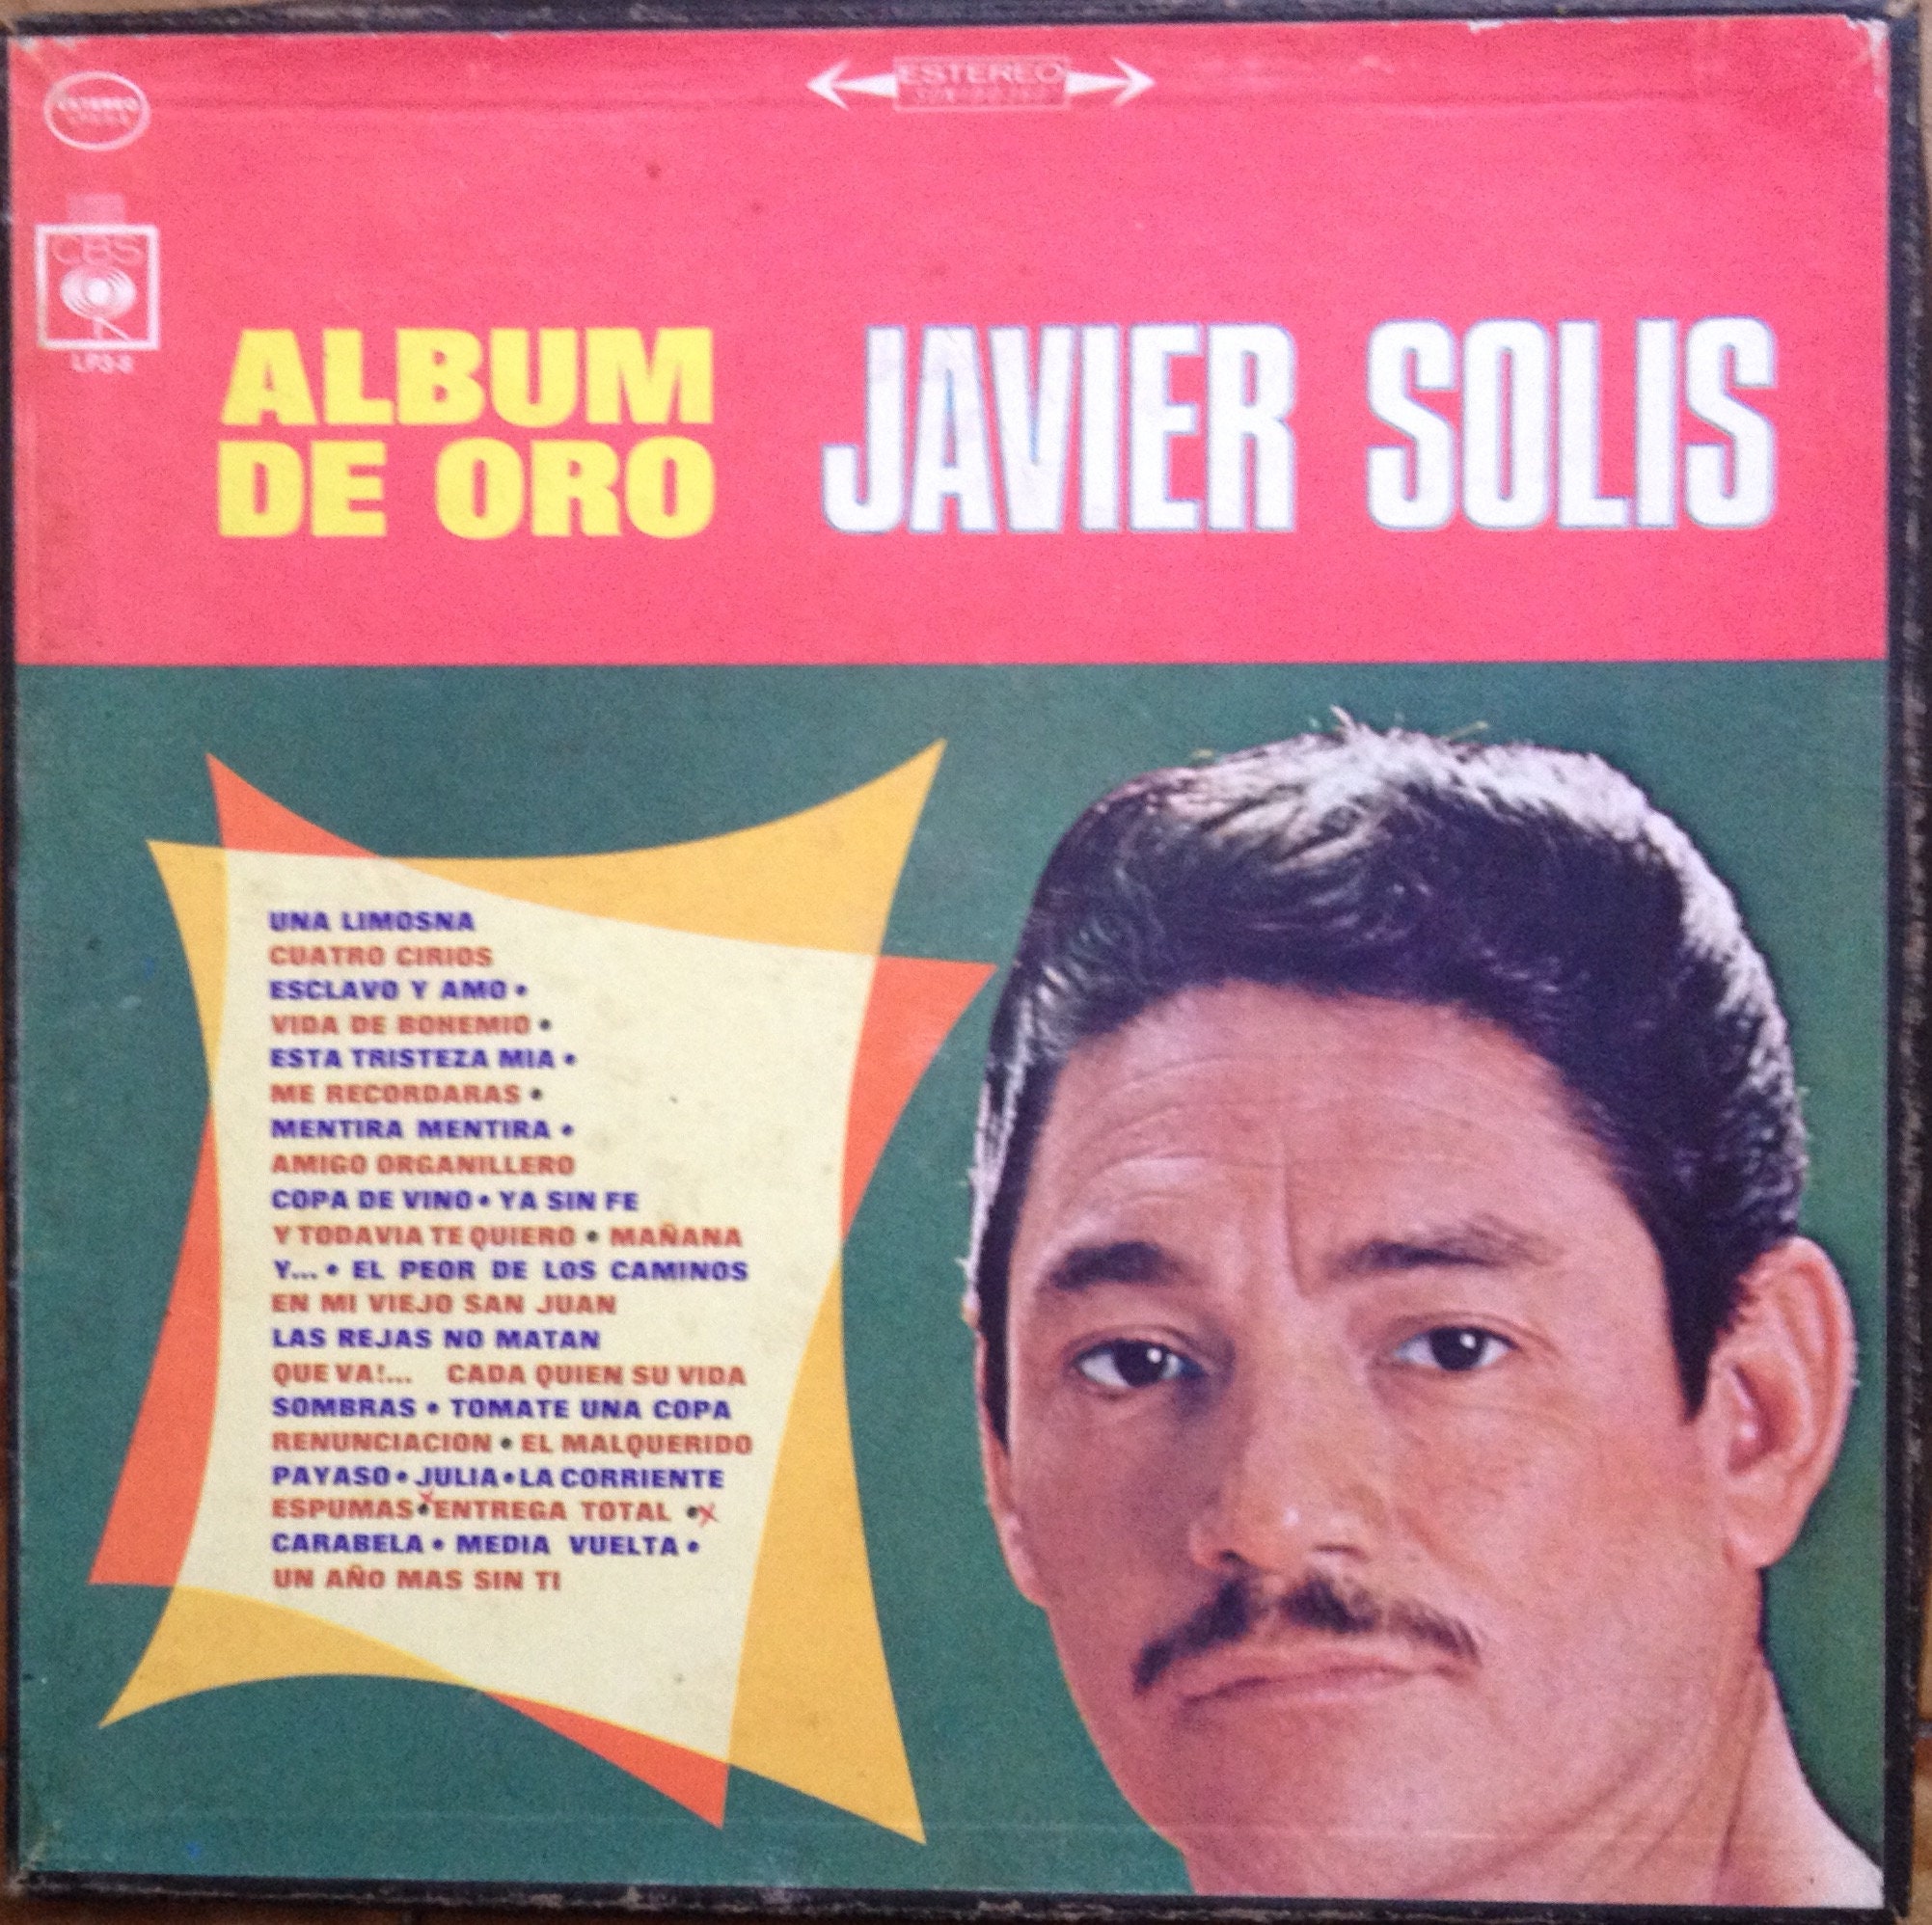 ESTEREO
ESTEREO
CBS
ALBUM
DE ORO
JAVIER SOLIS
UNA LIMOSNA
CUATRO CIRIOS
ESCLAVO Y AMO •
VIDA DE BOHEMIO •
ESTA TRISTEZA MIA •
ME RECORDARAS •
MENTIRA MENTIRA •
AMIGO ORGANILLERO
COPA DE VINO • YA SIN FE
Y TODAVIA TE QUIERO • MAÑANA
Y... • EL PEOR DE LOS CAMINOS
EN MI VIEJO SAN JUAN
LAS REJAS NO MATAN
QUE VA!... CADA QUIEN SU VIDA
SOMBRAS • TOMATE UNA COPA
RENUNCIACION • EL MALQUERIDO
PAYASO • JULIA • LA CORRIENTE
ESPUMAS • ENTREGA TOTAL •
CARABELA • MEDIA VUELTA •
UN AÑO MAS SIN TI